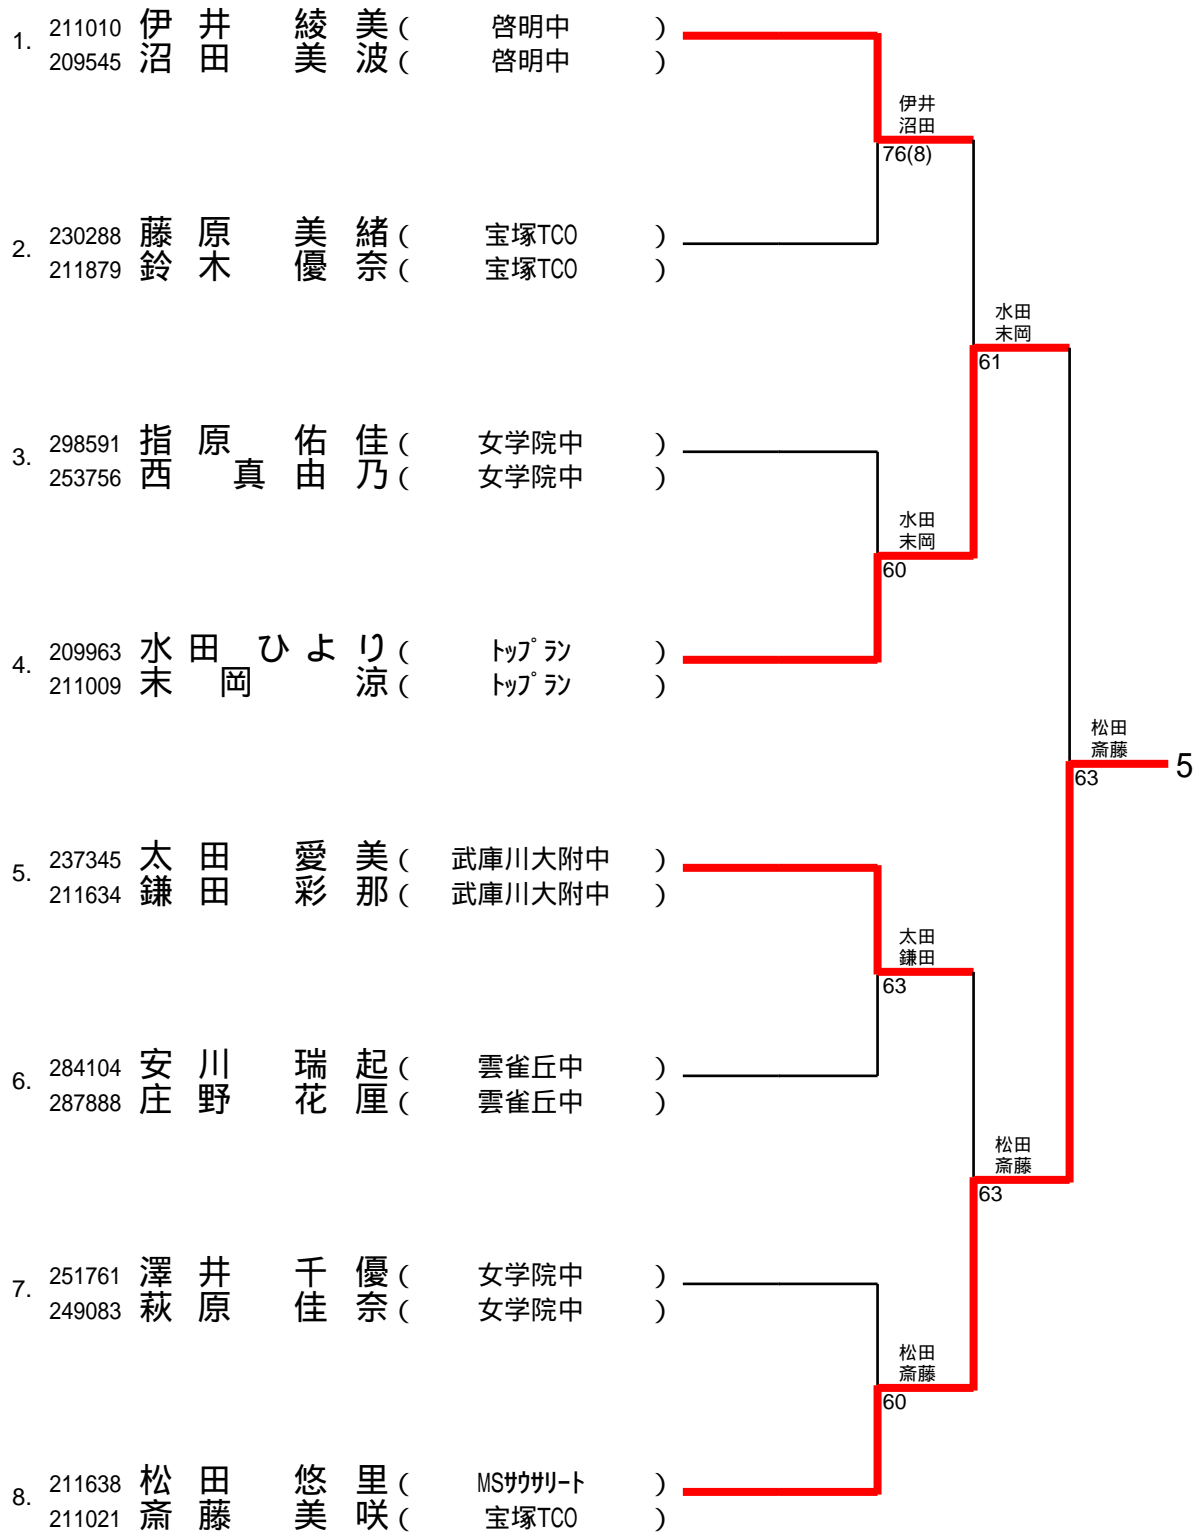 1. 211010 伊井 綾美 ( 啓明中 )
209545 沼田 美波 ( 啓明中 )
伊井
沼田
76(8)
2. 230288 藤原 美緒 ( 宝塚TCO )
211879 鈴木 優奈 ( 宝塚TCO )
水田
末岡
61
3. 298591 指原 佑佳 ( 女学院中 )
253756 西 真由乃 ( 女学院中 )
水田
末岡
60
4. 209963 水田 ひより ( ﾄｯﾌﾟﾗﾝ )
211009 末岡 涼 ( ﾄｯﾌﾟﾗﾝ )
松田
斎藤
63
5
5. 237345 太田 愛美 ( 武庫川大附中 )
211634 鎌田 彩那 ( 武庫川大附中 )
太田
鎌田
63
6. 284104 安川 瑞起 ( 雲雀丘中 )
287888 庄野 花厘 ( 雲雀丘中 )
松田
斎藤
63
7. 251761 澤井 千優 ( 女学院中 )
249083 萩原 佳奈 ( 女学院中 )
松田
斎藤
60
8. 211638 松田 悠里 ( MSｻｳｻﾘｰﾄ )
211021 斎藤 美咲 ( 宝塚TCO )